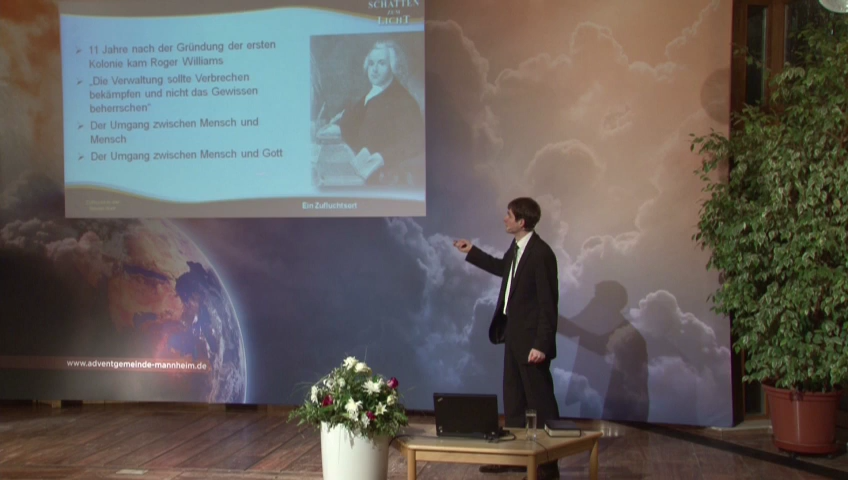 SCHATTEN
ZUM
LICHT
11 Jahre nach der Gründung der ersten
Kolonie kam Roger Williams
„Die Verwaltung sollte Verbrechen
bekämpfen und nicht das Gewissen
beherrschen“
Der Umgang zwischen Mensch und
Mensch
Der Umgang zwischen Mensch und Gott
Ein Zufluchtsort
www.adventgemeinde-mannheim.de